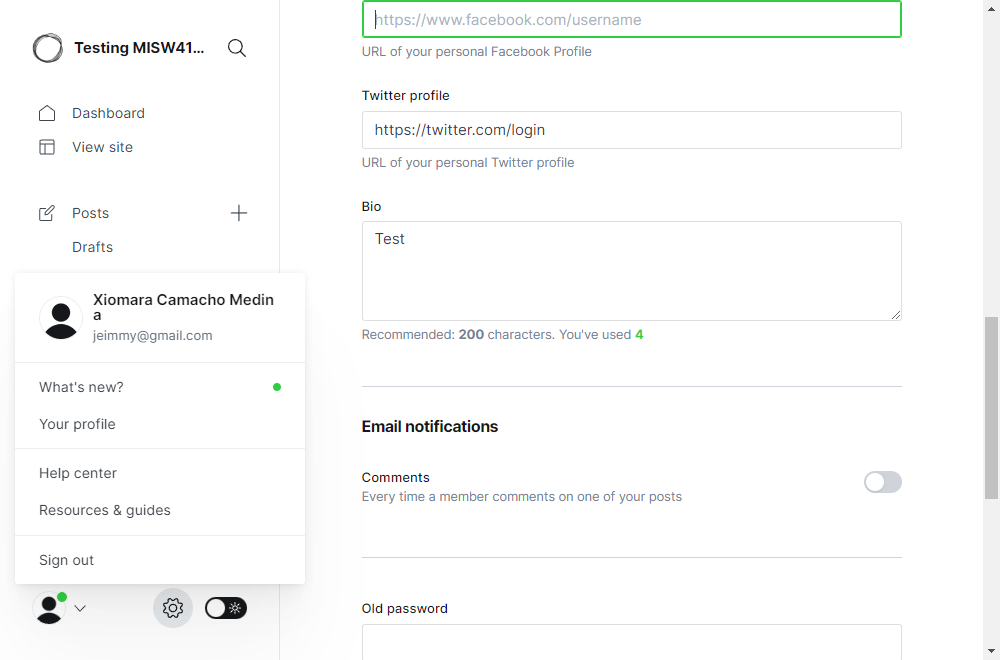 Testing MISW41...
Dashboard
View site
Posts
Drafts
Xiomara Camacho Medin
a
jeimmy@gmail.com
What's new?
Your profile
Help center
Resources & guides
Sign out
https://www.facebook.com/username
URL of your personal Facebook Profile
Twitter profile
https://twitter.com/login
URL of your personal Twitter profile
Bio
Test
Recommended: 200 characters. You've used 4
Email notifications
Comments
Every time a member comments on one of your posts
Old password